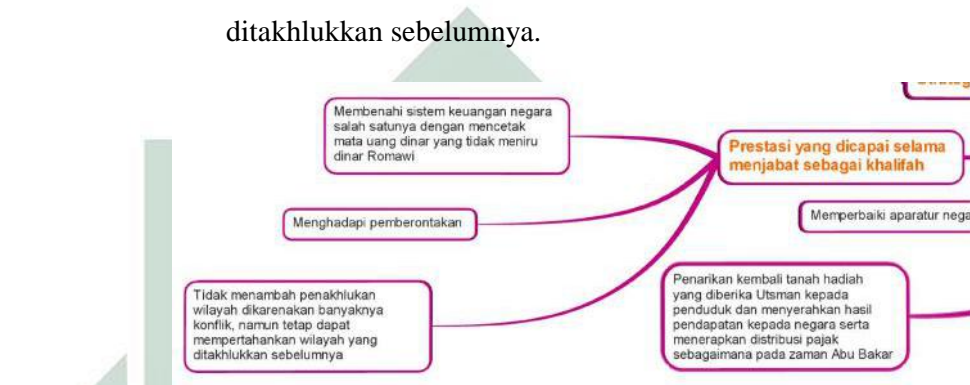 ditakhlukkan sebelumnya.
Membenahi sistem keuangan negara
salah satunya dengan mencetak
mata uang dinar yang tidak meniru
dinar Romawi
Prestasi yang dicapai selama
menjabat sebagai khalifah
Menghadapi pemberontakan
Memperbaiki aparatur nega
Tidak menambah penakhlukan
wilayah dikarenakan banyaknya
konflik, namun tetap dapat
mempertahankan wilayah yang
ditakhlukkan sebelumnya
Penarikan kembali tanah hadiah
yang diberika Utsman kepada
penduduk dan menyerahkan hasil
pendapatan kepada negara serta
menerapkan distribusi pajak
sebagaimana pada zaman Abu Bakar